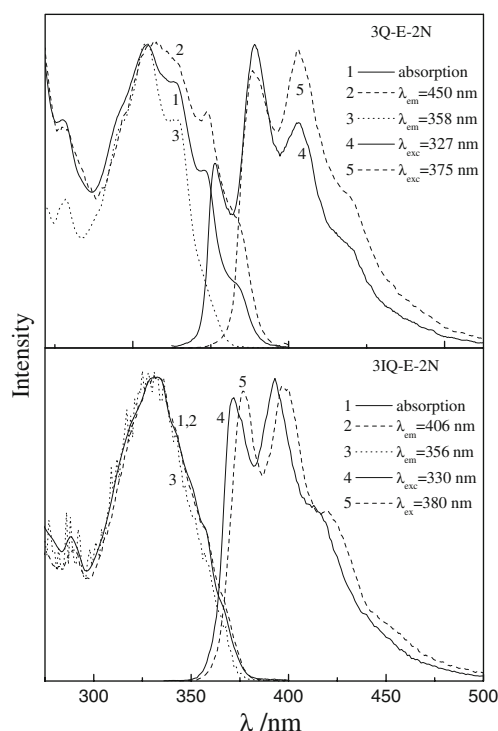 3Q-E-2N
1 absorption
2 λem=450 nm
3 λem=358 nm
4 λexc=327 nm
5 λexc=375 nm
2
1
3
5
4
Intensity
3IQ-E-2N
1 absorption
2 λem=406 nm
3 λem=356 nm
4 λexc=330 nm
5 λex=380 nm
1,2
3
4
5
300 350 400 450 500
λ /nm